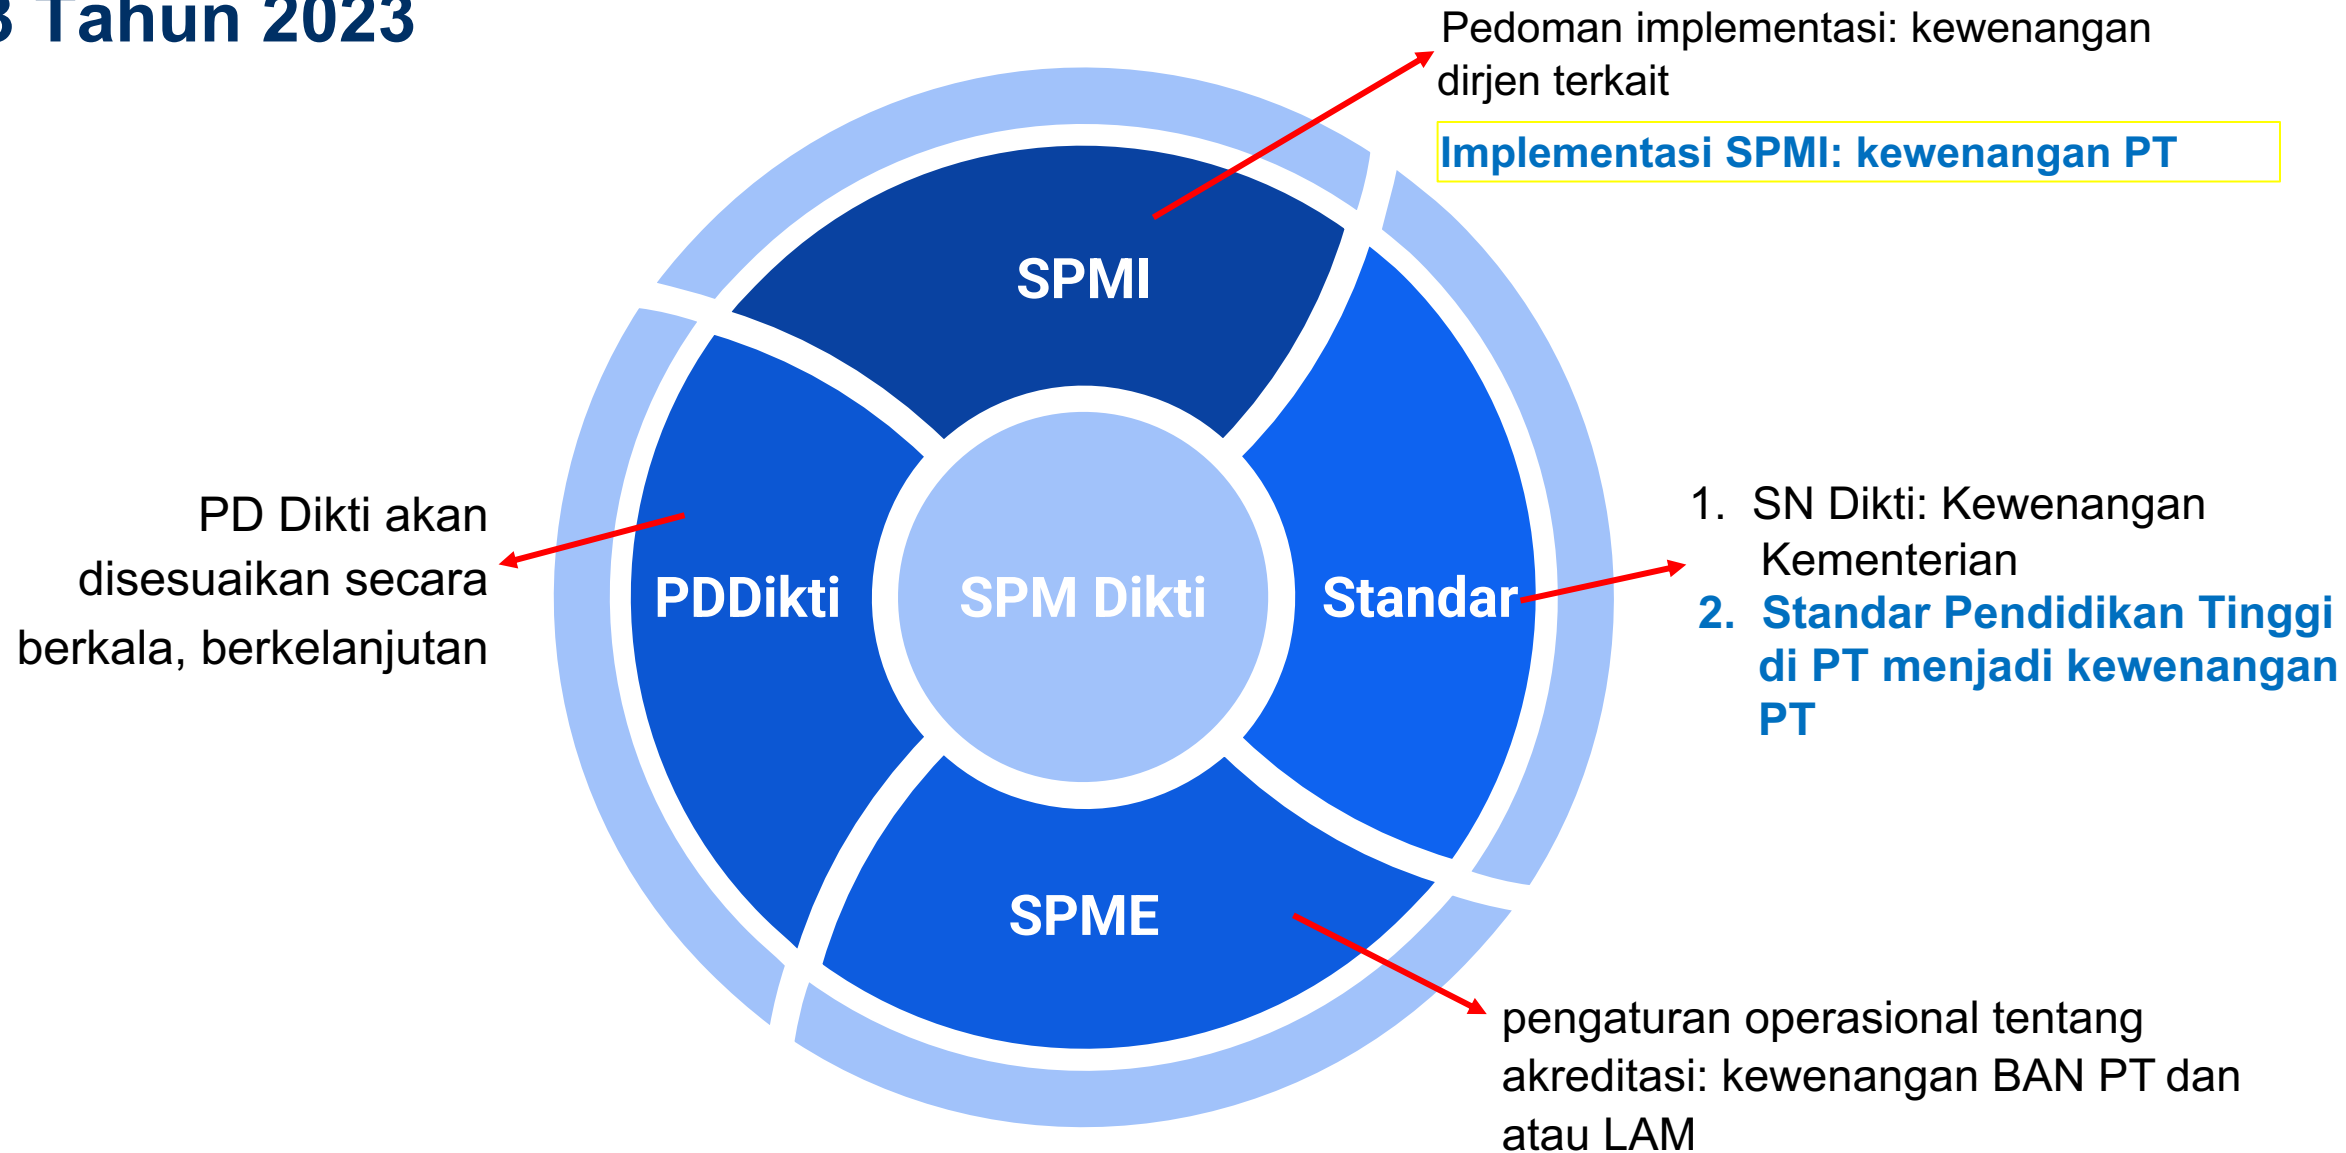 3 Tahun 2023
Pedoman implementasi: kewenangan
dirjen terkait
Implementasi SPMI: kewenangan PT
SPMI
PD Dikti akan
disesuaikan secara
berkala, berkelanjutan
PDDikti
SPM Dikti
Standar
1. SN Dikti: Kewenangan
Kementerian
2. Standar Pendidikan Tinggi
di PT menjadi kewenangan
PT
SPME
pengaturan operasional tentang
akreditasi: kewenangan BAN PT dan
atau LAM